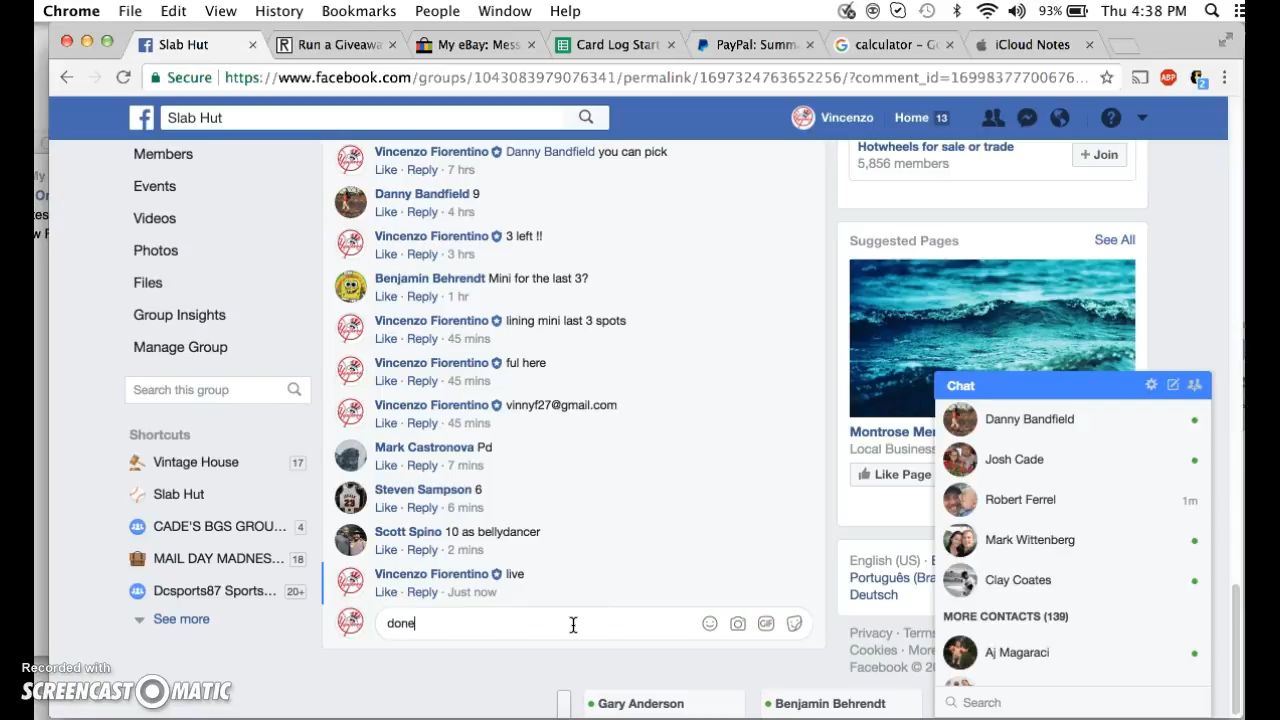 Chrome File Edit View History Bookmarks People Window Help 93% Thu 4:38 PM
Slab Hut Run a Giveawa My eBay: Mess Card Log Star PayPal: Summ calculator - G iCloud Notes
Secure https://www.facebook.com/groups/1043083979076341/permalink/1697324763652256/?comment_id=16998377700676... ABP 2
Slab Hut Vincenzo Home 13
Members
Events
Videos
Photos
Files
Group Insights
Manage Group
Search this group
Shortcuts
Vintage House 17
Slab Hut
CADE'S BGS GROU... 4
MAIL DAY MADNES... 18
Dcsports87 Sports... 20+
See more
Vincenzo Fiorentino Danny Bandfield you can pick
Like · Reply · 7 hrs
Danny Bandfield 9
Like · Reply · 4 hrs
Vincenzo Fiorentino 3 left !!
Like · Reply · 3 hrs
Benjamin Behrendt Mini for the last 3?
Like · Reply · 1 hr
Vincenzo Fiorentino lining mini last 3 spots
Like · Reply · 45 mins
Vincenzo Fiorentino ful here
Like · Reply · 45 mins
Vincenzo Fiorentino vinnyf27@gmail.com
Like · Reply · 45 mins
Mark Castronova Pd
Like · Reply · 7 mins
Steven Sampson 6
Like · Reply · 6 mins
Scott Spino 10 as bellydancer
Like · Reply · 2 mins
Vincenzo Fiorentino live
Like · Reply · Just now
done GIF
Hotwheels for sale or trade
5,856 members
+ Join
Suggested Pages See All
Montrose Mer
Local Business
Like Page
English (US) ·
Português (Bra
Deutsch
Privacy · Terms
Cookies · More
Facebook © 20
Chat
Danny Bandfield
Josh Cade
Robert Ferrel 1m
Mark Wittenberg
Clay Coates
MORE CONTACTS (139)
Aj Magaraci
Search
Gary Anderson Benjamin Behrendt
Recorded with
SCREENCAST-O-MATIC